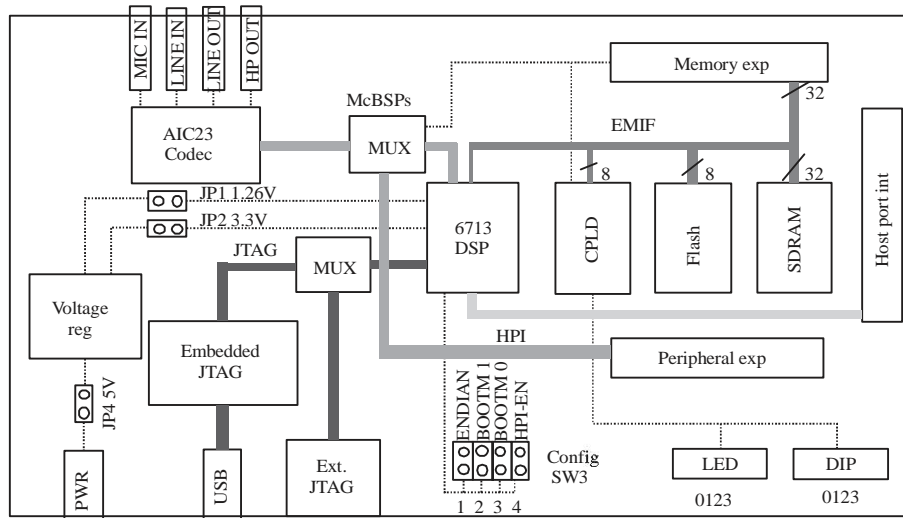 MIC IN
LINE IN
LINE OUT
HP OUT
Memory exp
32
McBSPs
EMIF
AIC23
Codec
MUX
8
8
32
JP1 1.26V
JP2 3.3V
6713
DSP
CPLD
Flash
SDRAM
Host port int
JTAG
MUX
Voltage
reg
HPI
Embedded
JTAG
Peripheral exp
JP4 5V
ENDIAN
BOOTM 1
BOOTM 0
HPI-EN
Config
SW3
PWR
USB
Ext.
JTAG
LED
DIP
1 2 3 4
0123
0123